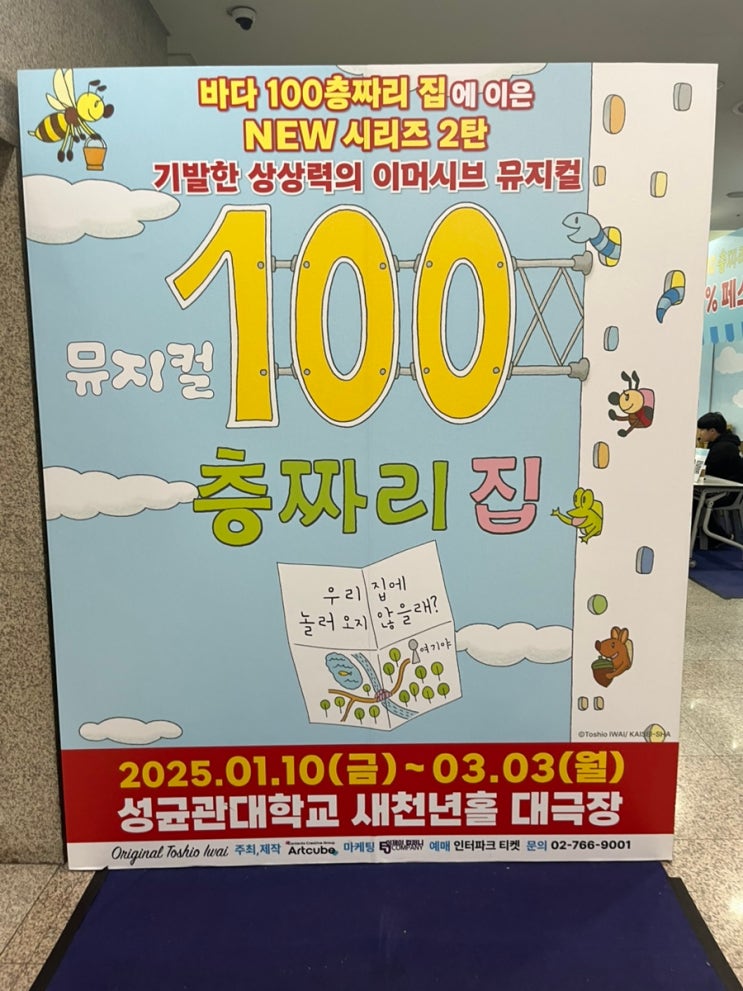 바다 100층짜리 집에 이은
NEW 시리즈 2탄
기발한 상상력의 이머시브 뮤지컬
뮤지컬 100
층짜리 집
우리 집에
놀러 오지 않을래?
여기야
©Toshio IWAI/ KAISEI-SHA
2025.01.10(금) ~ 03.03(월)
성균관대학교 새천년홀 대극장
Original Toshio Iwai 주최,제작 Artcube 마케팅 EJ COMPANY 예매 인터파크 티켓 문의 02-766-9001
% 페스